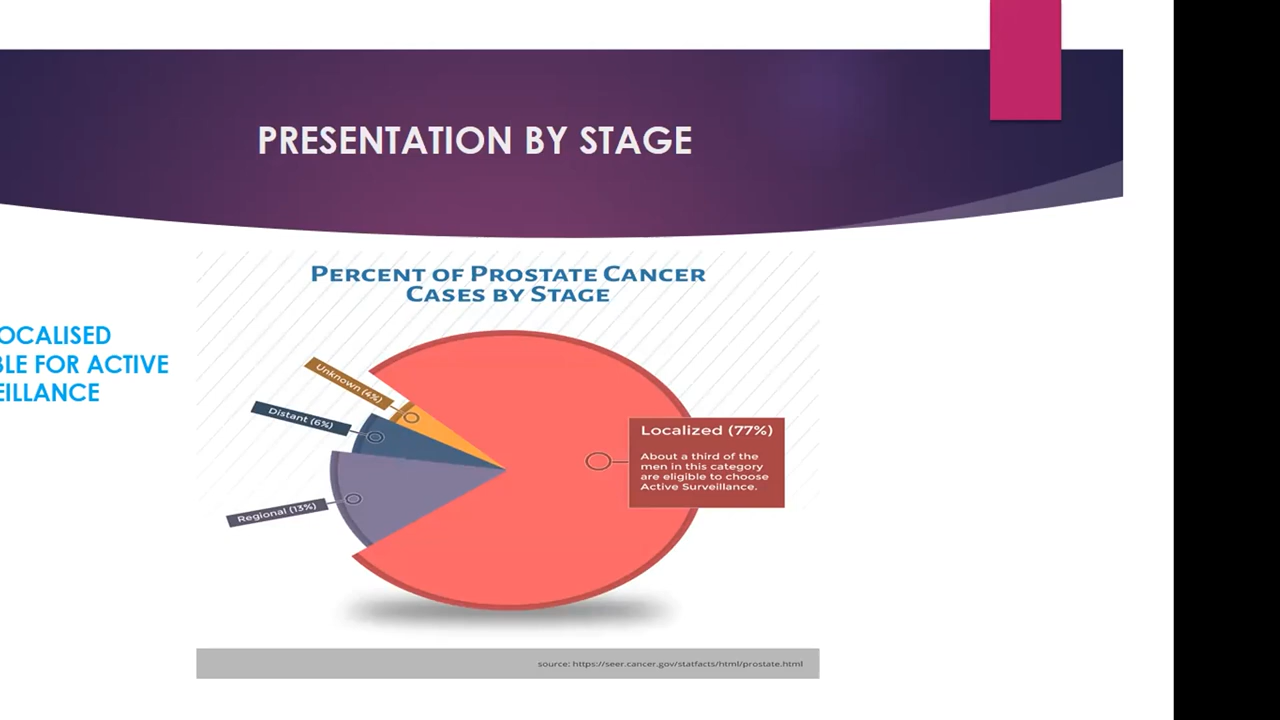 PRESENTATION BY STAGE
OCALISED
BLE FOR ACTIVE
EILLANCE
PERCENT OF PROSTATE CANCER
CASES BY STAGE
Unknown (4%)
Distant (6%)
Regional (13%)
Localized (77%)
About a third of the
men in this category
are eligible to choose
Active Surveillance.
source: https://seer.cancer.gov/statfacts/html/prostate.html